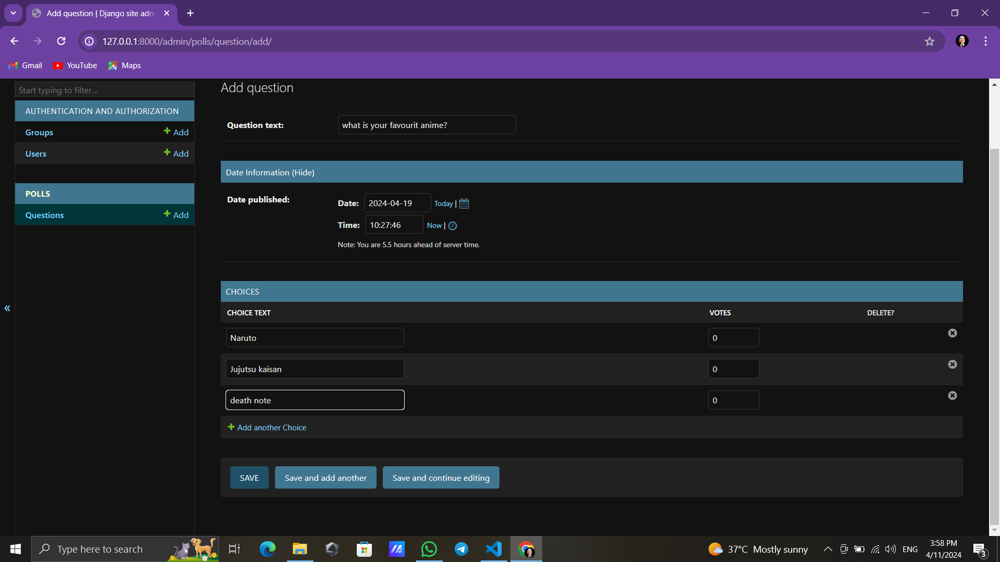 Add question | Django site adm
127.0.0.1:8000/admin/polls/question/add/
Gmail
YouTube
Maps
Start typing to filter...
AUTHENTICATION AND AUTHORIZATION
Groups
Add
Users
Add
POLLS
Questions
Add
Add question
Question text:
what is your favourit anime?
Date Information (Hide)
Date published:
Date: 2024-04-19 Today |
Time: 10:27:46 Now |
Note: You are 5.5 hours ahead of server time.
CHOICES
CHOICE TEXT VOTES DELETE?
Naruto 0
Jujutsu kaisan 0
death note 0
Add another Choice
SAVE Save and add another Save and continue editing
Type here to search
37°C Mostly sunny
ENG
3:58 PM
4/11/2024
3